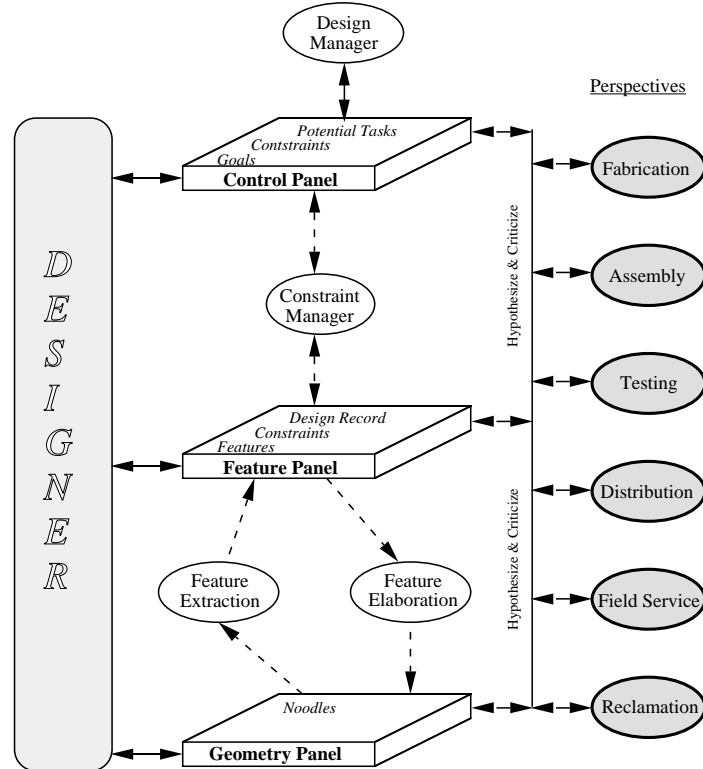 Design
Manager
Perspectives
Potential Tasks
Contstraints
Goals
Control Panel
Fabrication
DESIGNER
Hypothesize & Criticize
Constraint
Manager
Assembly
Testing
Design Record
Constraints
Features
Feature Panel
Hypothesize & Criticize
Distribution
Feature
Extraction
Feature
Elaboration
Field Service
Noodles
Geometry Panel
Reclamation